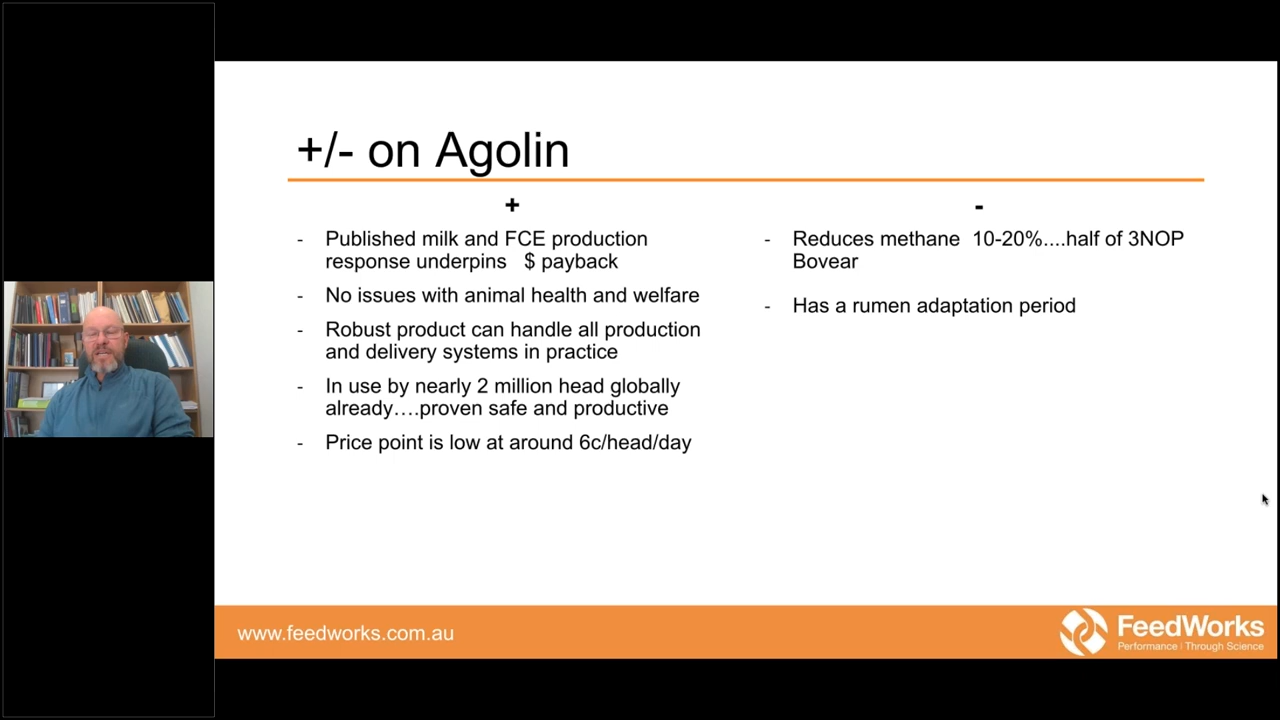 +/- on Agolin
+
- Published milk and FCE production
response underpins $ payback
- No issues with animal health and welfare
- Robust product can handle all production
and delivery systems in practice
- In use by nearly 2 million head globally
already….proven safe and productive
- Price point is low at around 6c/head/day
-
- Reduces methane 10-20%....half of 3NOP
Bovear
- Has a rumen adaptation period
www.feedworks.com.au
FeedWorks
Performance | Through Science